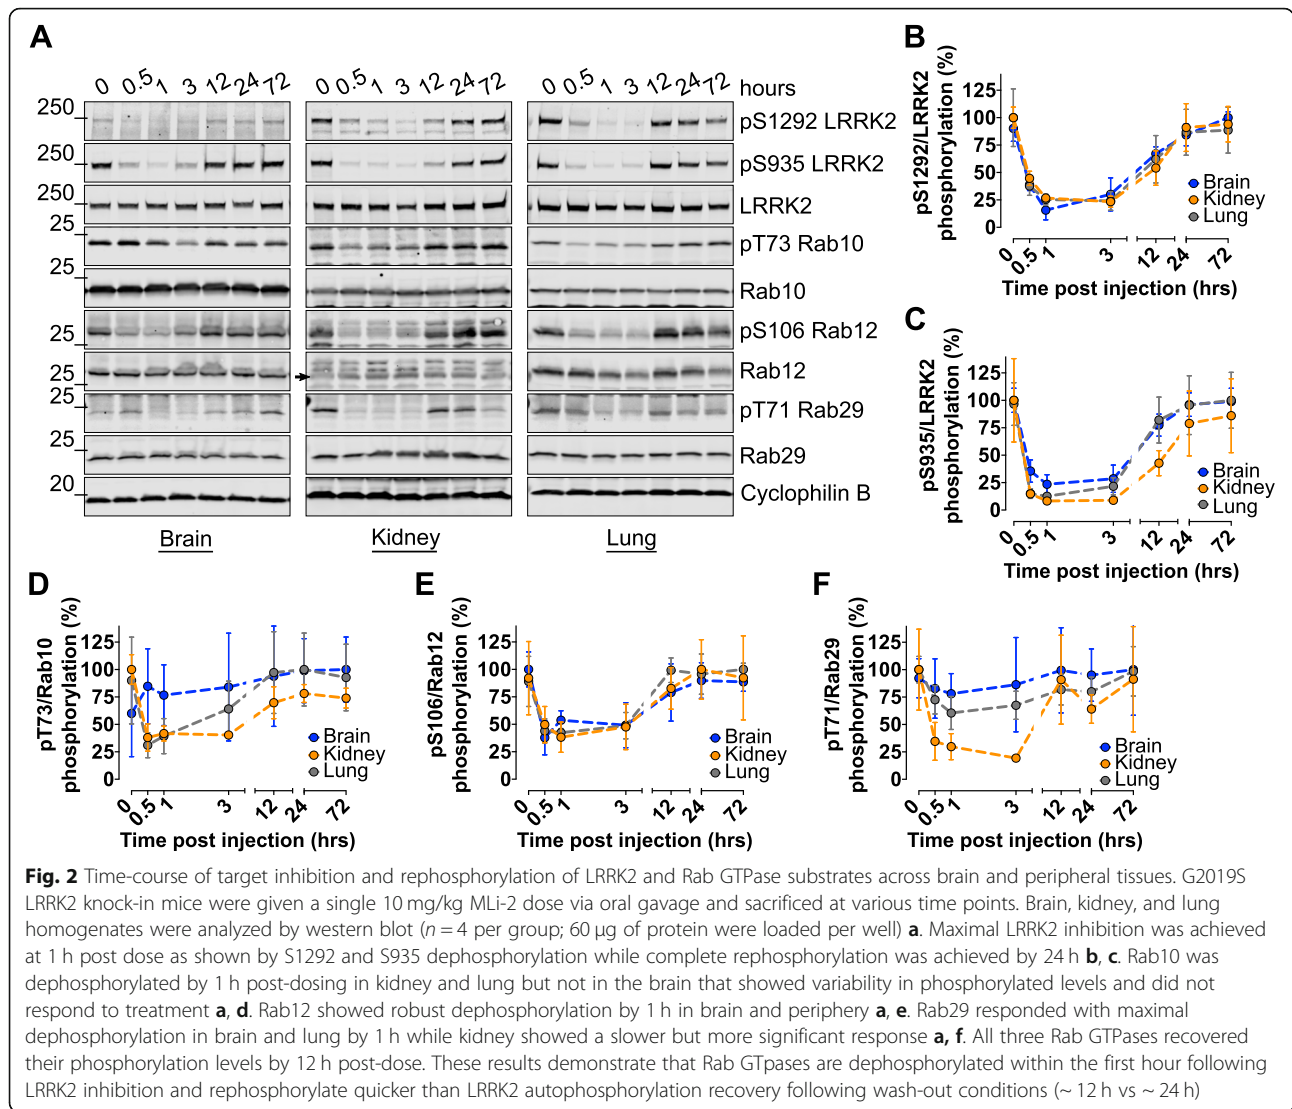 A
0 0.5 1 3 12 24 72 0 0.5 1 3 12 24 72 0 0.5 1 3 12 24 72 hours
250 pS1292 LRRK2
250 pS935 LRRK2
250 LRRK2
25 pT73 Rab10
25 Rab10
25 pS106 Rab12
25 Rab12
25 pT71 Rab29
25 Rab29
20 Cyclophilin B
Brain Kidney Lung
B
pS1292/LRRK2
phosphorylation (%)
125
100
75
50
25
0
Brain
Kidney
Lung
0 0.5 1 3 12 24 72
Time post injection (hrs)
C
pS935/LRRK2
phosphorylation (%)
125
100
75
50
25
0
Brain
Kidney
Lung
0 0.5 1 3 12 24 72
Time post injection (hrs)
D
pT73/Rab10
phosphorylation (%)
125
100
75
50
25
0
Brain
Kidney
Lung
0 0.5 1 3 12 24 72
Time post injection (hrs)
E
pS106/Rab12
phosphorylation (%)
125
100
75
50
25
0
Brain
Kidney
Lung
0 0.5 1 3 12 24 72
Time post injection (hrs)
F
pT71/Rab29
phosphorylation (%)
125
100
75
50
25
0
Brain
Kidney
Lung
0 0.5 1 3 12 24 72
Time post injection (hrs)
Fig. 2 Time-course of target inhibition and rephosphorylation of LRRK2 and Rab GTPase substrates across brain and peripheral tissues. G2019S
LRRK2 knock-in mice were given a single 10 mg/kg MLi-2 dose via oral gavage and sacrificed at various time points. Brain, kidney, and lung
homogenates were analyzed by western blot (n = 4 per group; 60 μg of protein were loaded per well) a. Maximal LRRK2 inhibition was achieved
at 1 h post dose as shown by S1292 and S935 dephosphorylation while complete rephosphorylation was achieved by 24 h b, c. Rab10 was
dephosphorylated by 1 h post-dosing in kidney and lung but not in the brain that showed variability in phosphorylated levels and did not
respond to treatment a, d. Rab12 showed robust dephosphorylation by 1 h in brain and periphery a, e. Rab29 responded with maximal
dephosphorylation in brain and lung by 1 h while kidney showed a slower but more significant response a, f. All three Rab GTPases recovered
their phosphorylation levels by 12 h post-dose. These results demonstrate that Rab GTpases are dephosphorylated within the first hour following
LRRK2 inhibition and rephosphorylate quicker than LRRK2 autophosphorylation recovery following wash-out conditions (~ 12 h vs ~ 24 h)